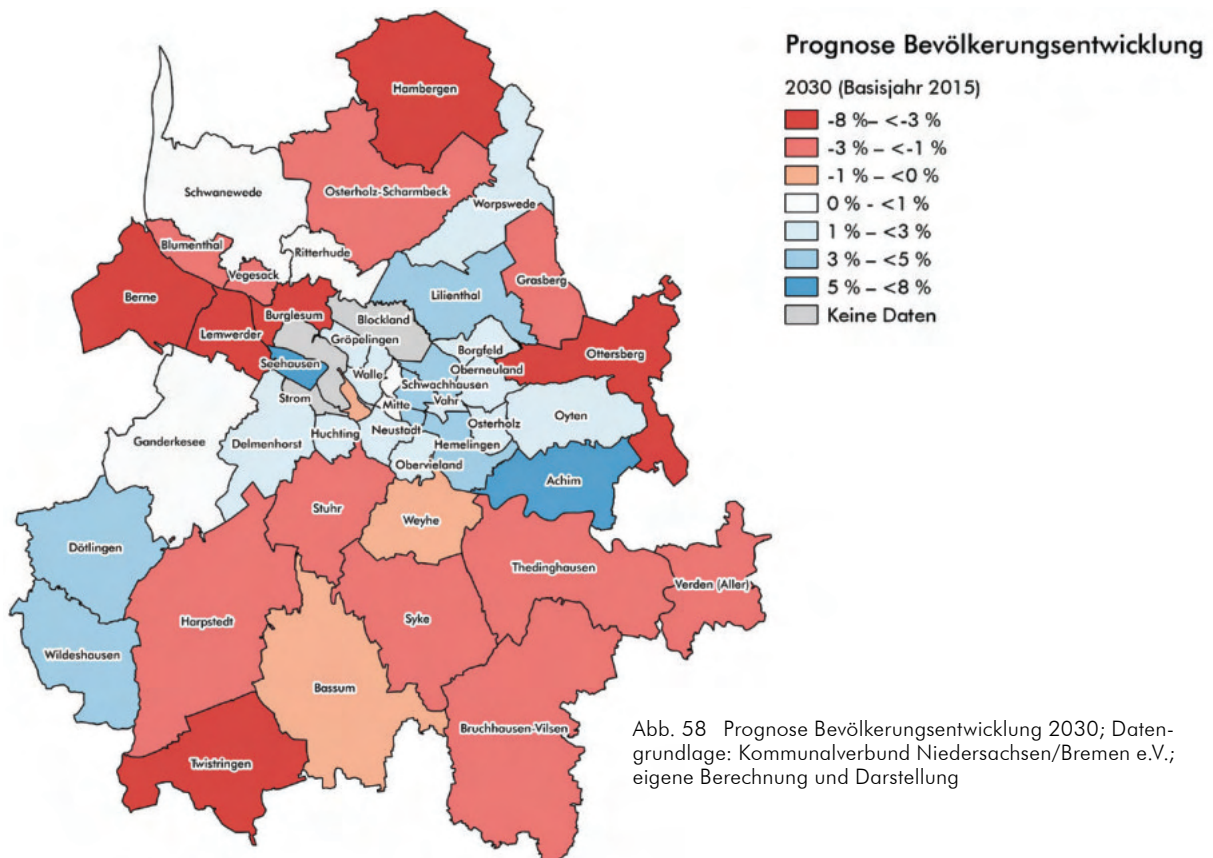 Prognose Bevölkerungsentwicklung
2030 (Basisjahr 2015)
-8 %– <-3 %
-3 % – <-1 %
-1 % – <0 %
0 % - <1 %
1 % – <3 %
3 % – <5 %
5 % – <8 %
Keine Daten
Hambergen
Schwanewede
Osterholz-Scharmbeck
Worpswede
Blumenthal
Ritterhude
Vegesack
Grasberg
Berne
Lilienthal
Burglesum
Blockland
Lemwerder
Gröpelingen
Borgfeld
Ottersberg
Seehausen
Oberneuland
Walle
Schwachhausen
Strom
Mitte
Vahr
Oyten
Ganderkesee
Delmenhorst
Huchting
Neustadt
Osterholz
Hemelingen
Obervieland
Achim
Stuhr
Weyhe
Dötlingen
Thedinghausen
Verden (Aller)
Harpstedt
Syke
Wildeshausen
Bassum
Bruchhausen-Vilsen
Twistringen
Abb. 58 Prognose Bevölkerungsentwicklung 2030; Daten-
grundlage: Kommunalverbund Niedersachsen/Bremen e.V.;
eigene Berechnung und Darstellung